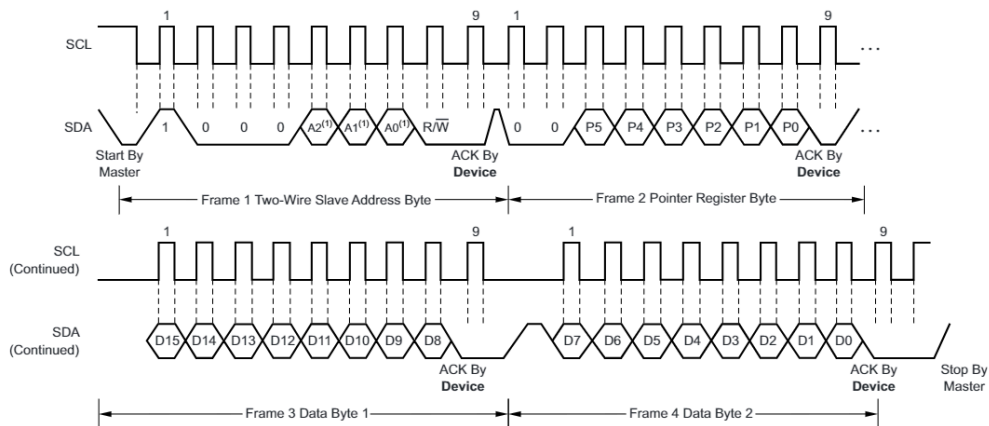 1 9 1 9
SCL ...
SDA 1 0 0 0 A2(1) A1(1) A0(1) R/W̅ 0 0 P5 P4 P3 P2 P1 P0 ...
Start By Master
ACK By Device
ACK By Device
Frame 1 Two-Wire Slave Address Byte
Frame 2 Pointer Register Byte
1 9 1 9
SCL
(Continued)
SDA
(Continued)
D15 D14 D13 D12 D11 D10 D9 D8 D7 D6 D5 D4 D3 D2 D1 D0
ACK By Device
ACK By Device
Stop By Master
Frame 3 Data Byte 1
Frame 4 Data Byte 2